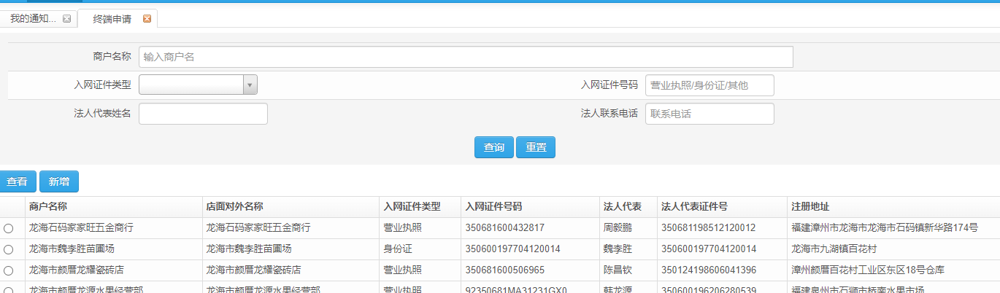 我的通知... 终端申请
商户名称 输入商户名
入网证件类型 入网证件号码 营业执照/身份证/其他
法人代表姓名 法人联系电话 联系电话
查询 重置
查看 新增
商户名称 店面对外名称 入网证件类型 入网证件号码 法人代表 法人代表证件号 注册地址
龙海石码家家旺五金商行 龙海石码家家旺五金商行 营业执照 350681600432817 周毅鹏 350681198512120012 福建漳州市龙海市龙海市石码镇新华路174号
龙海市魏李胜苗圃场 龙海市魏李胜苗圃场 身份证 350600197704120014 魏李胜 350600197704120014 龙海市九湖镇百花村
龙海市颜厝龙耀瓷砖店 龙海市颜厝龙耀瓷砖店 营业执照 350681600506965 陈昌钦 350124198606041396 漳州颜厝百花村工业区东区18号仓库
龙海市颜厝龙源水果经营部 龙海市颜厝龙源水果经营部 营业执照 92350681MA31231GX0 韩龙源 350600196206280539 福建泉州市石狮市桥南水果市场